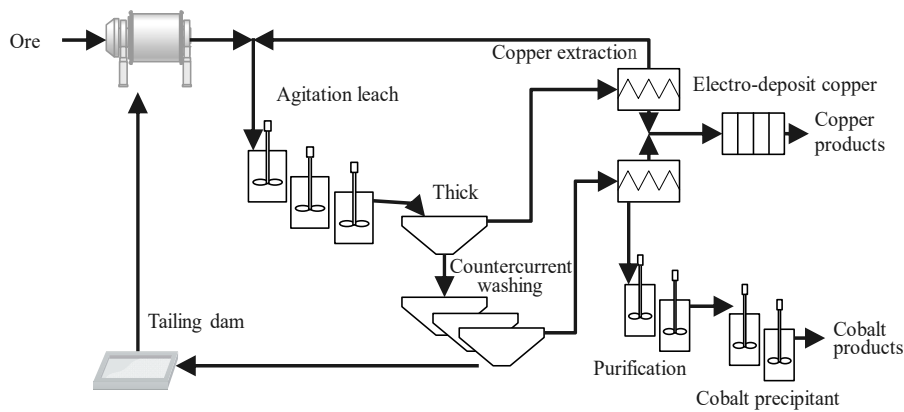 Ore
Copper extraction
Agitation leach
Electro-deposit copper
Copper
products
Thick
Countercurrent
washing
Tailing dam
Purification
Cobalt
products
Cobalt precipitant